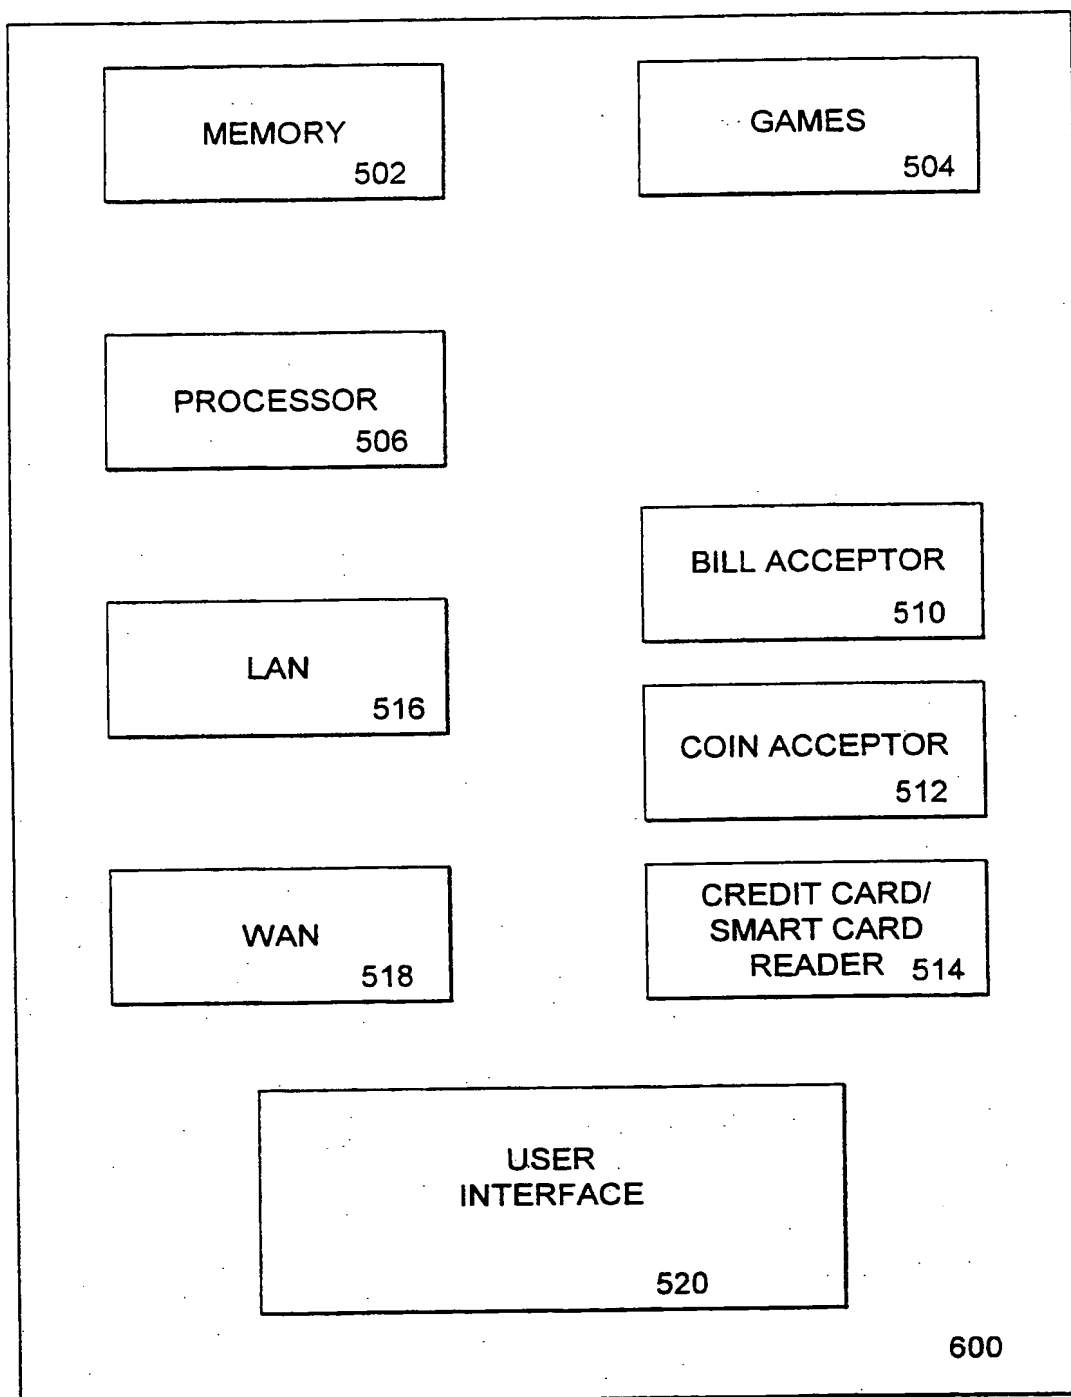 MEMORY
502
GAMES
504
PROCESSOR
506
BILL ACCEPTOR
510
LAN
516
COIN ACCEPTOR
512
WAN
518
CREDIT CARD/
SMART CARD
READER 514
USER
INTERFACE
520
600